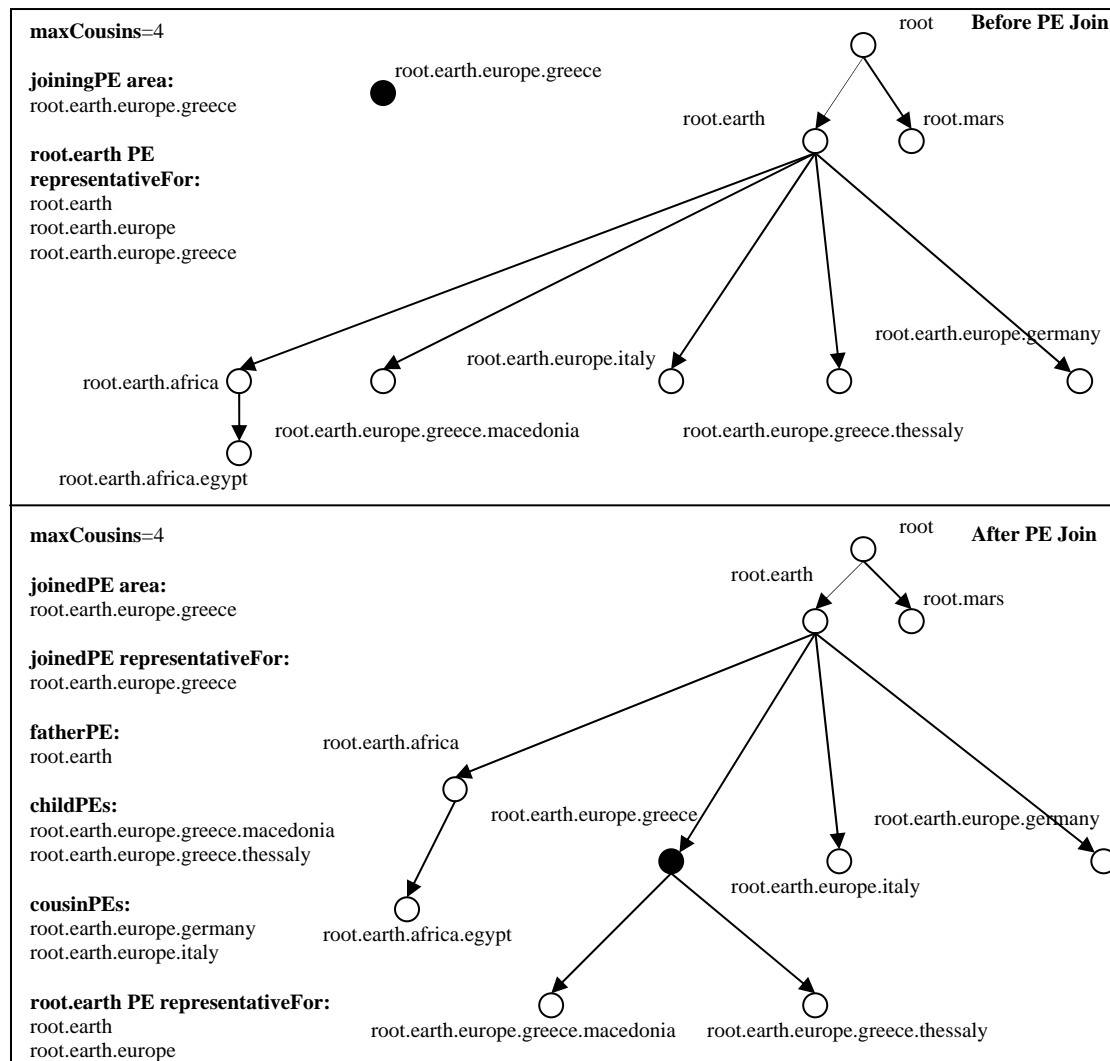 maxCousins=4
joiningPE area:
root.earth.europe.greece
root.earth PE
representativeFor:
root.earth
root.earth.europe
root.earth.europe.greece
root
Before PE Join
root.earth.europe.greece
root.earth
root.mars
root.earth.europe.germany
root.earth.europe.italy
root.earth.africa
root.earth.europe.greece.macedonia
root.earth.europe.greece.thessaly
root.earth.africa.egypt
maxCousins=4
joinedPE area:
root.earth.europe.greece
joinedPE representativeFor:
root.earth.europe.greece
fatherPE:
root.earth
childPEs:
root.earth.europe.greece.macedonia
root.earth.europe.greece.thessaly
cousinPEs:
root.earth.europe.germany
root.earth.europe.italy
root.earth PE representativeFor:
root.earth
root.earth.europe
root
After PE Join
root.earth
root.mars
root.earth.africa
root.earth.europe.greece
root.earth.europe.germany
root.earth.europe.italy
root.earth.africa.egypt
root.earth.europe.greece.macedonia
root.earth.europe.greece.thessaly